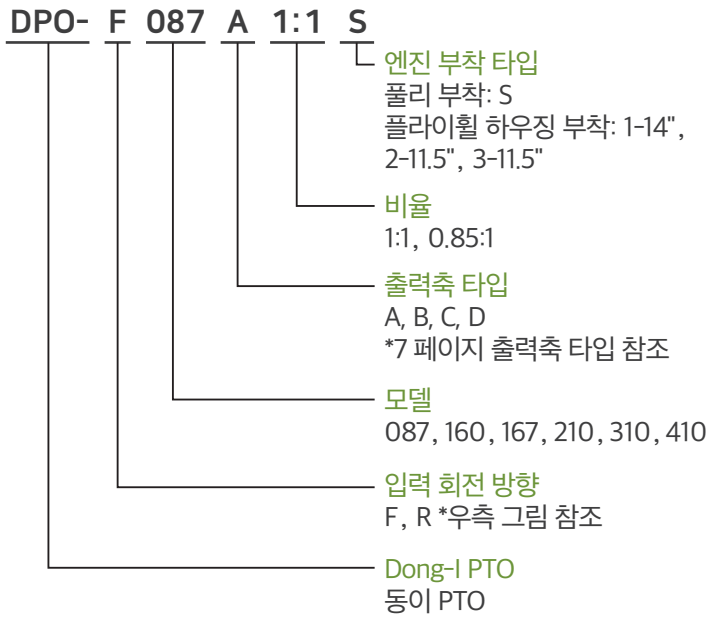 DPO- F 087 A 1:1 S
엔진 부착 타입
풀리 부착: S
플라이휠 하우징 부착: 1-14",
2-11.5", 3-11.5"
비율
1:1, 0.85:1
출력축 타입
A, B, C, D
*7 페이지 출력축 타입 참조
모델
087, 160, 167, 210, 310, 410
입력 회전 방향
F, R *우측 그림 참조
Dong-I PTO
동이 PTO